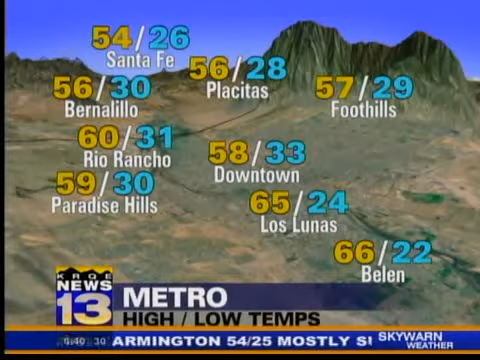 54/26
Santa Fe
56/28
Placitas
56/30
Bernalillo
57/29
Foothills
60/31
Rio Rancho
58/33
Downtown
59/30
Paradise Hills
65/24
Los Lunas
66/22
Belen
KRQE
NEWS
13
METRO
HIGH / LOW TEMPS
6:40 30° ARMINGTON 54/25 MOSTLY SU
SKYWARN
WEATHER